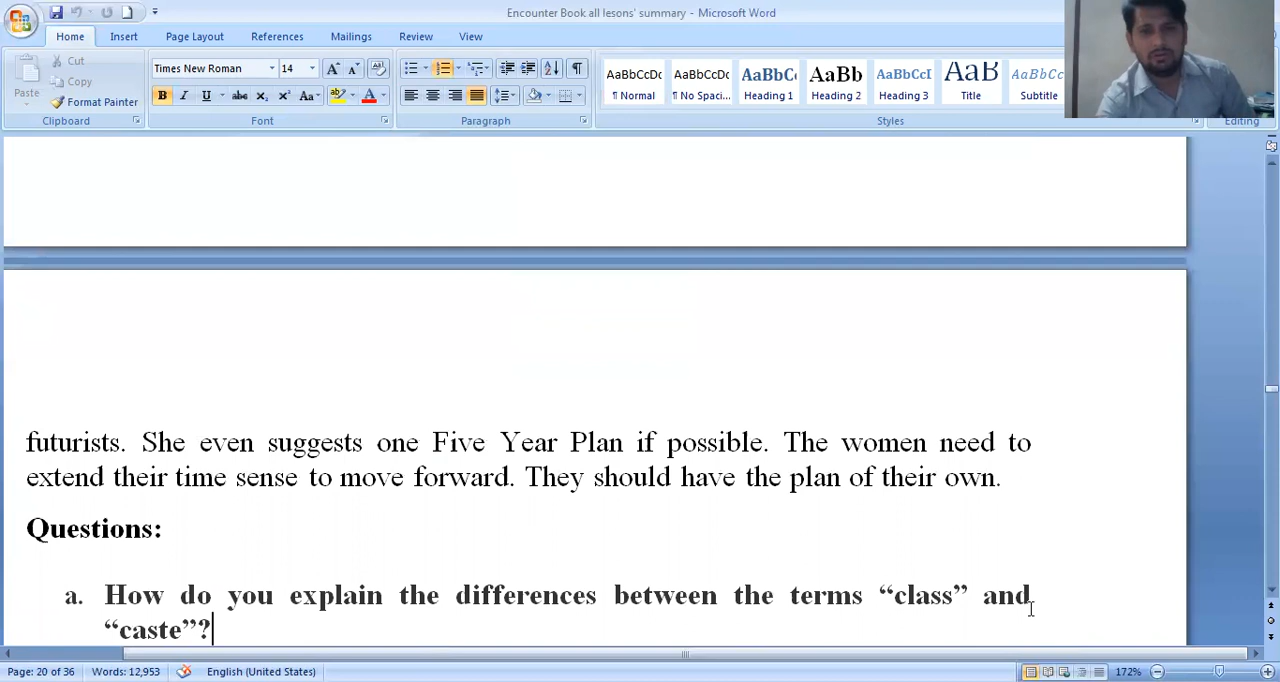 Encounter Book all lesons' summary - Microsoft Word
Home Insert Page Layout References Mailings Review View
Paste
Cut
Copy
Format Painter
Clipboard
Times New Roman 14
Font
Paragraph
AaBbCcDc AaBbCcDc AaBbCc AaBbCc AaBbCcI AaB AaBbCcI
¶ Normal ¶ No Spaci... Heading 1 Heading 2 Heading 3 Title Subtitle
Styles
Editing
futurists. She even suggests one Five Year Plan if possible. The women need to
extend their time sense to move forward. They should have the plan of their own.
Questions:
a. How do you explain the differences between the terms “class” and
“caste”?
Page: 20 of 36 Words: 12,953 English (United States) 172%